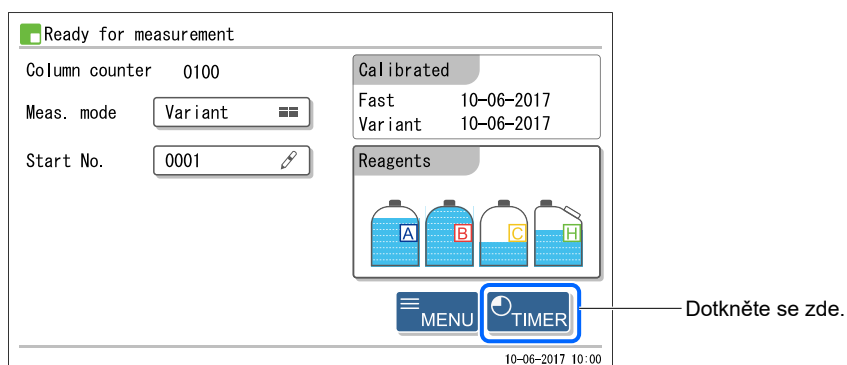 Ready for measurement
Column counter 0100
Meas. mode Variant
Start No. 0001
Calibrated
Fast 10-06-2017
Variant 10-06-2017
Reagents
A B C H
MENU TIMER
Dotkněte se zde.
10-06-2017 10:00